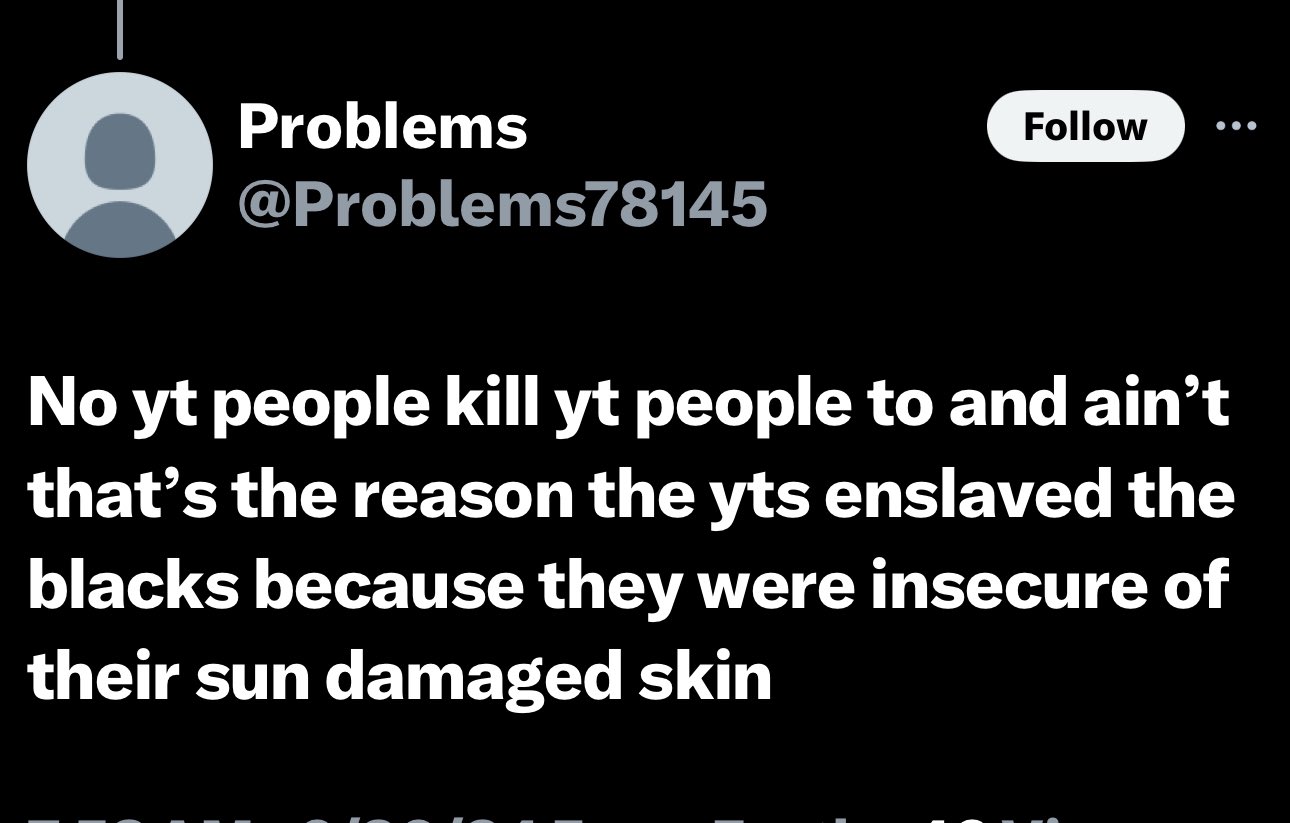 Problems
Follow
@Problems78145
No yt people kill yt people to and ain’t
that’s the reason the yts enslaved the
blacks because they were insecure of
their sun damaged skin